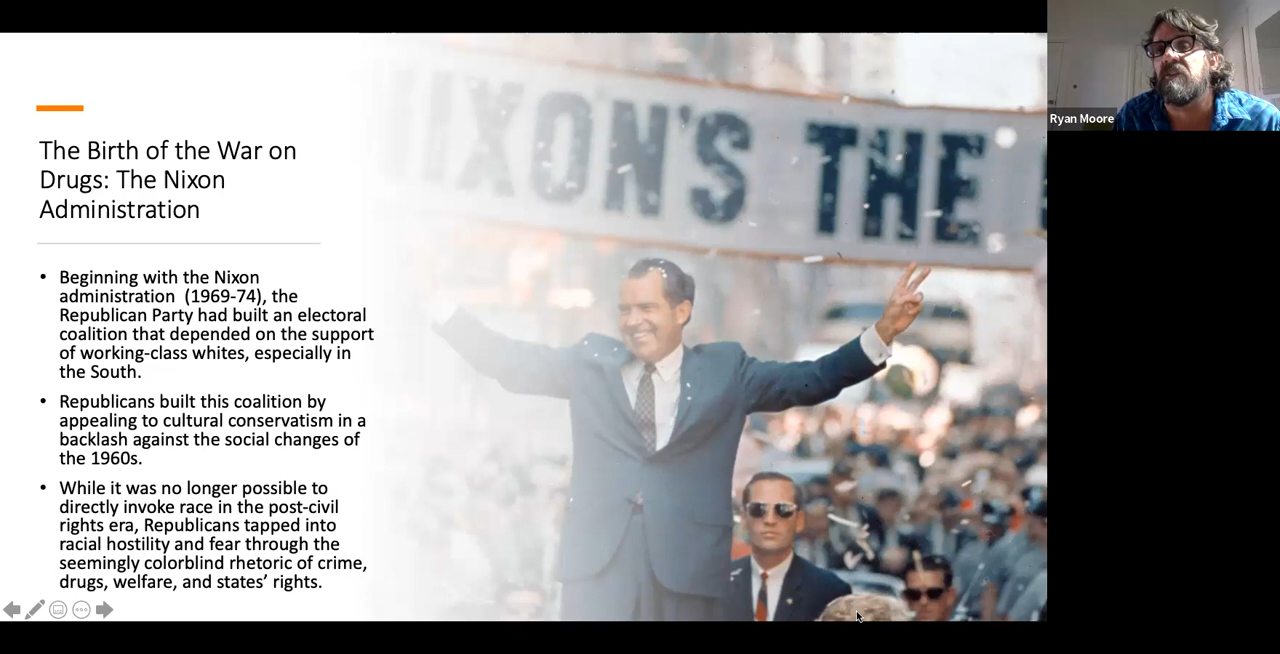 NIXON'S THE
Ryan Moore
The Birth of the War on
Drugs: The Nixon
Administration
• Beginning with the Nixon
administration (1969-74), the
Republican Party had built an electoral
coalition that depended on the support
of working-class whites, especially in
the South.
• Republicans built this coalition by
appealing to cultural conservatism in a
backlash against the social changes of
the 1960s.
• While it was no longer possible to
directly invoke race in the post-civil
rights era, Republicans tapped into
racial hostility and fear through the
seemingly colorblind rhetoric of crime,
drugs, welfare, and states’ rights.